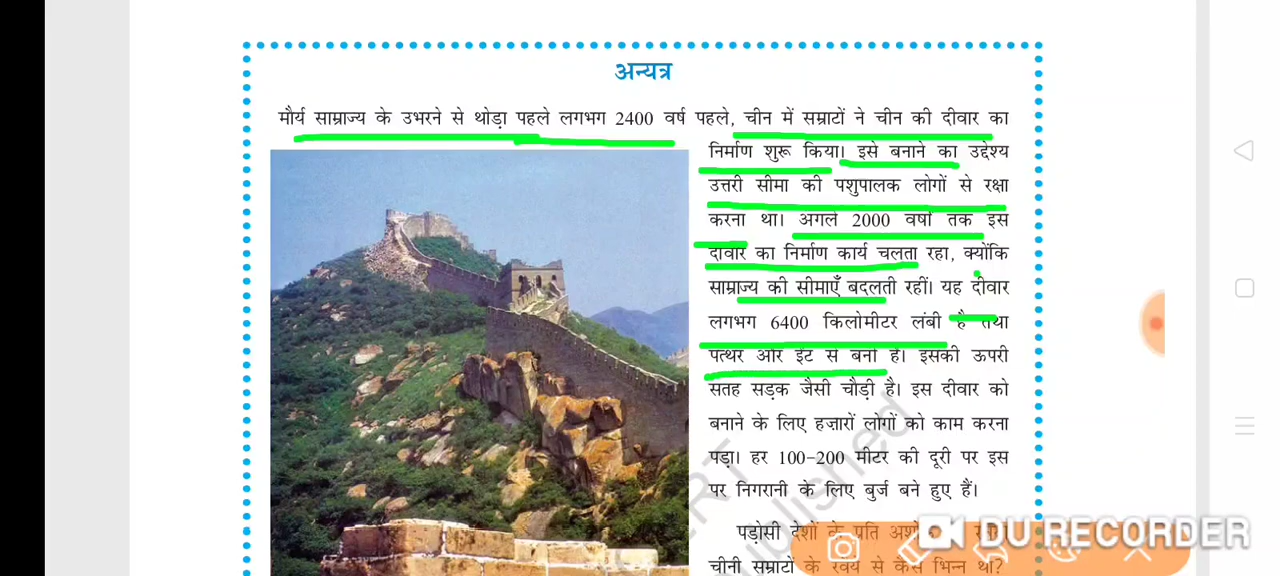 अन्यत्र
मौर्य साम्राज्य के उभरने से थोड़ा पहले लगभग 2400 वर्ष पहले, चीन में सम्राटों ने चीन की दीवार का
निर्माण शुरू किया। इसे बनाने का उद्देश्य
उत्तरी सीमा की पशुपालक लोगों से रक्षा
करना था। अगले 2000 वर्षों तक इस
दीवार का निर्माण कार्य चलता रहा, क्योंकि
साम्राज्य की सीमाएँ बदलती रहीं। यह दीवार
लगभग 6400 किलोमीटर लंबी है तथा
पत्थर और ईंट से बनी है। इसकी ऊपरी
सतह सड़क जैसी चौड़ी है। इस दीवार को
बनाने के लिए हजारों लोगों को काम करना
पड़ा। हर 100–200 मीटर की दूरी पर इस
पर निगरानी के लिए बुर्ज बने हुए हैं।
पड़ोसी देशों के प्रति
चीनी सम्राटों के रवैये से कैसे भिन्न था?
DU RECORDER